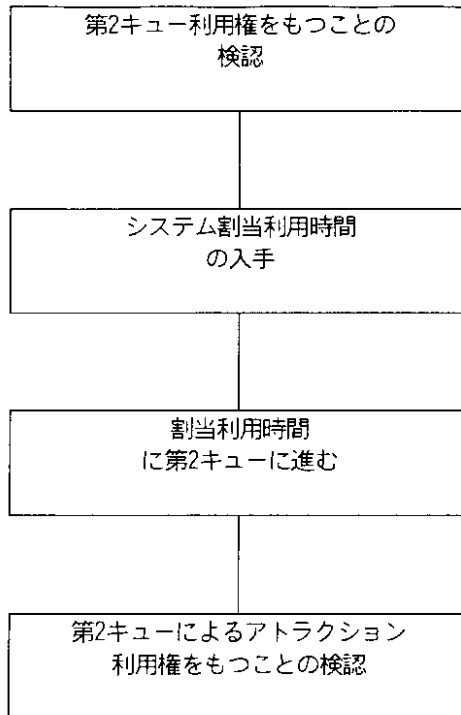 第2キュー利用権をもつことの
検認
システム割当利用時間
の入手
割当利用時間
に第2キューに進む
第2キューによるアトラクション
利用権をもつことの検認